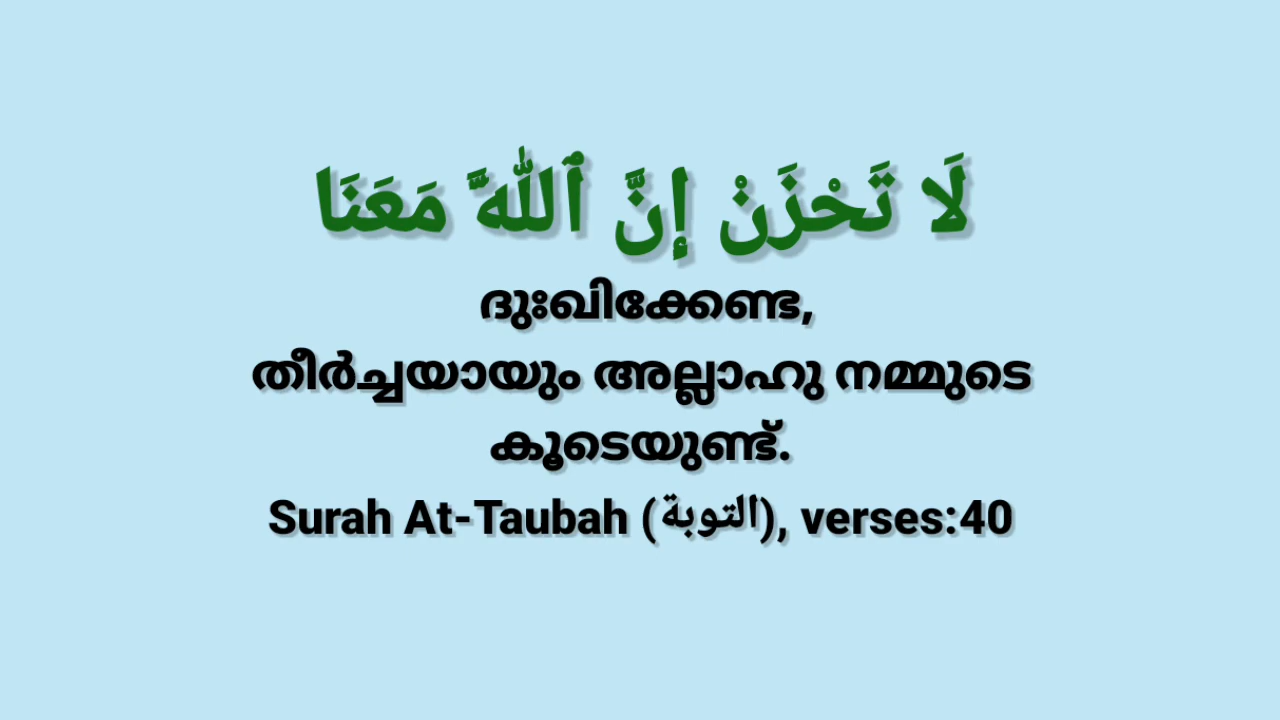 لَا تَحْزَنْ إِنَّ ٱللَّهَ مَعَنَا
ദുഃഖിക്കേണ്ട,
തീർച്ചയായും അല്ലാഹു നമ്മുടെ
കൂടെയുണ്ട്.
Surah At-Taubah (التوبة), verses:40